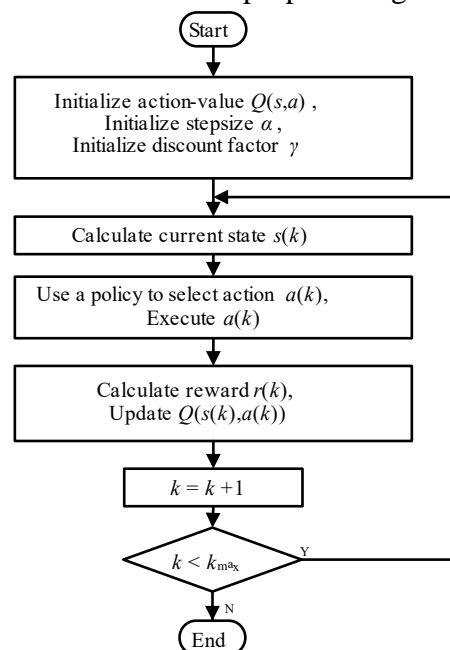 Start
Initialize action-value Q(s,a) ,
Initialize stepsize α ,
Initialize discount factor γ
Calculate current state s(k)
Use a policy to select action a(k),
Execute a(k)
Calculate reward r(k),
Update Q(s(k),a(k))
k = k +1
k < kmax
Y
N
End